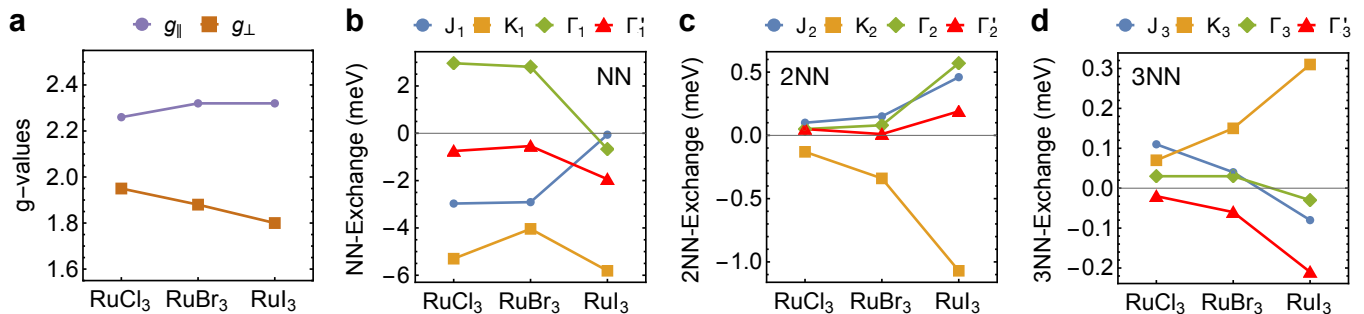 a
g∥ g⊥
g−values
2.4
2.2
2.0
1.8
1.6
RuCl₃ RuBr₃ RuI₃
b
J₁ K₁ Γ₁ Γ₁'
NN
NN-Exchange (meV)
2
0
−2
−4
−6
RuCl₃ RuBr₃ RuI₃
c
J₂ K₂ Γ₂ Γ₂'
2NN
2NN-Exchange (meV)
0.5
0.0
−0.5
−1.0
RuCl₃ RuBr₃ RuI₃
d
J₃ K₃ Γ₃ Γ₃'
3NN
3NN-Exchange (meV)
0.3
0.2
0.1
0.0
−0.1
−0.2
RuCl₃ RuBr₃ RuI₃